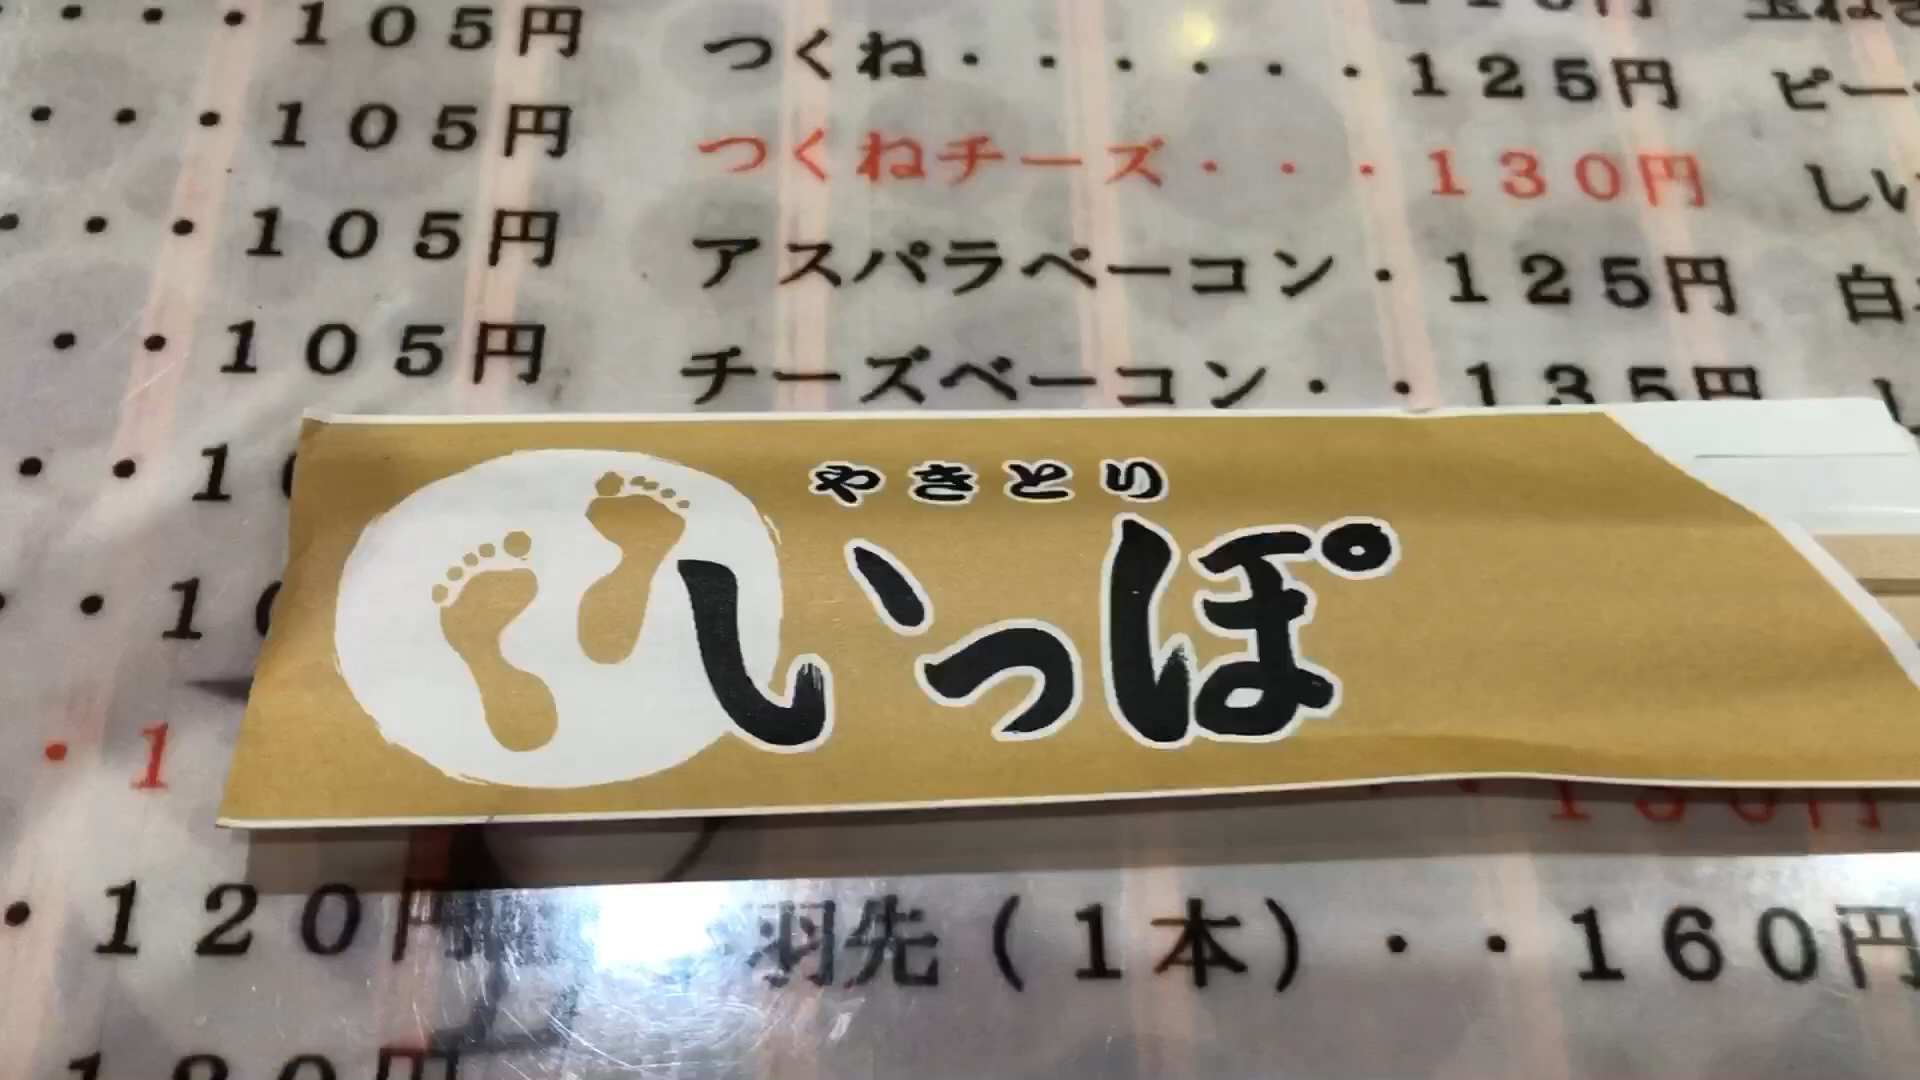 105円
つくね・・・・・・125円
105円
つくねチーズ・・・130円
105円
アスパラベーコン・125円
105円
チーズベーコン・・135円
やきとり
いっぽ
120円
羽先(1本)・・160円